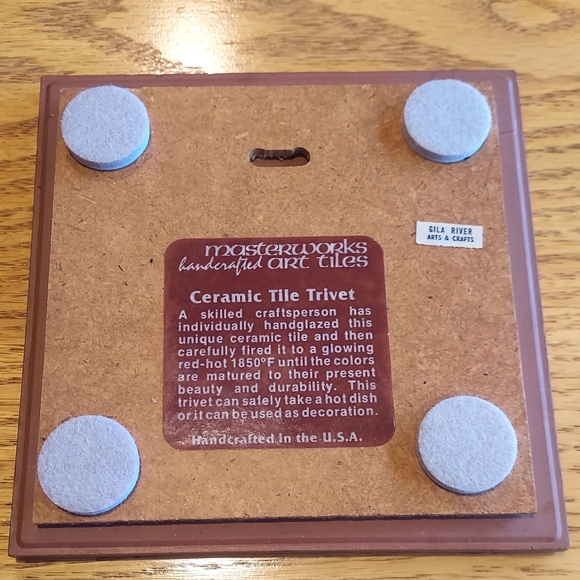 GILA RIVER
ARTS & CRAFTS
masterworks
handcrafted ART tiles
Ceramic Tile Trivet
A skilled craftsperson has
individually handglazed this
unique ceramic tile and then
carefully fired it to a glowing
red-hot 1850°F until the colors
are matured to their present
beauty and durability. This
trivet can safely take a hot dish
or it can be used as decoration.
Handcrafted in the U.S.A.